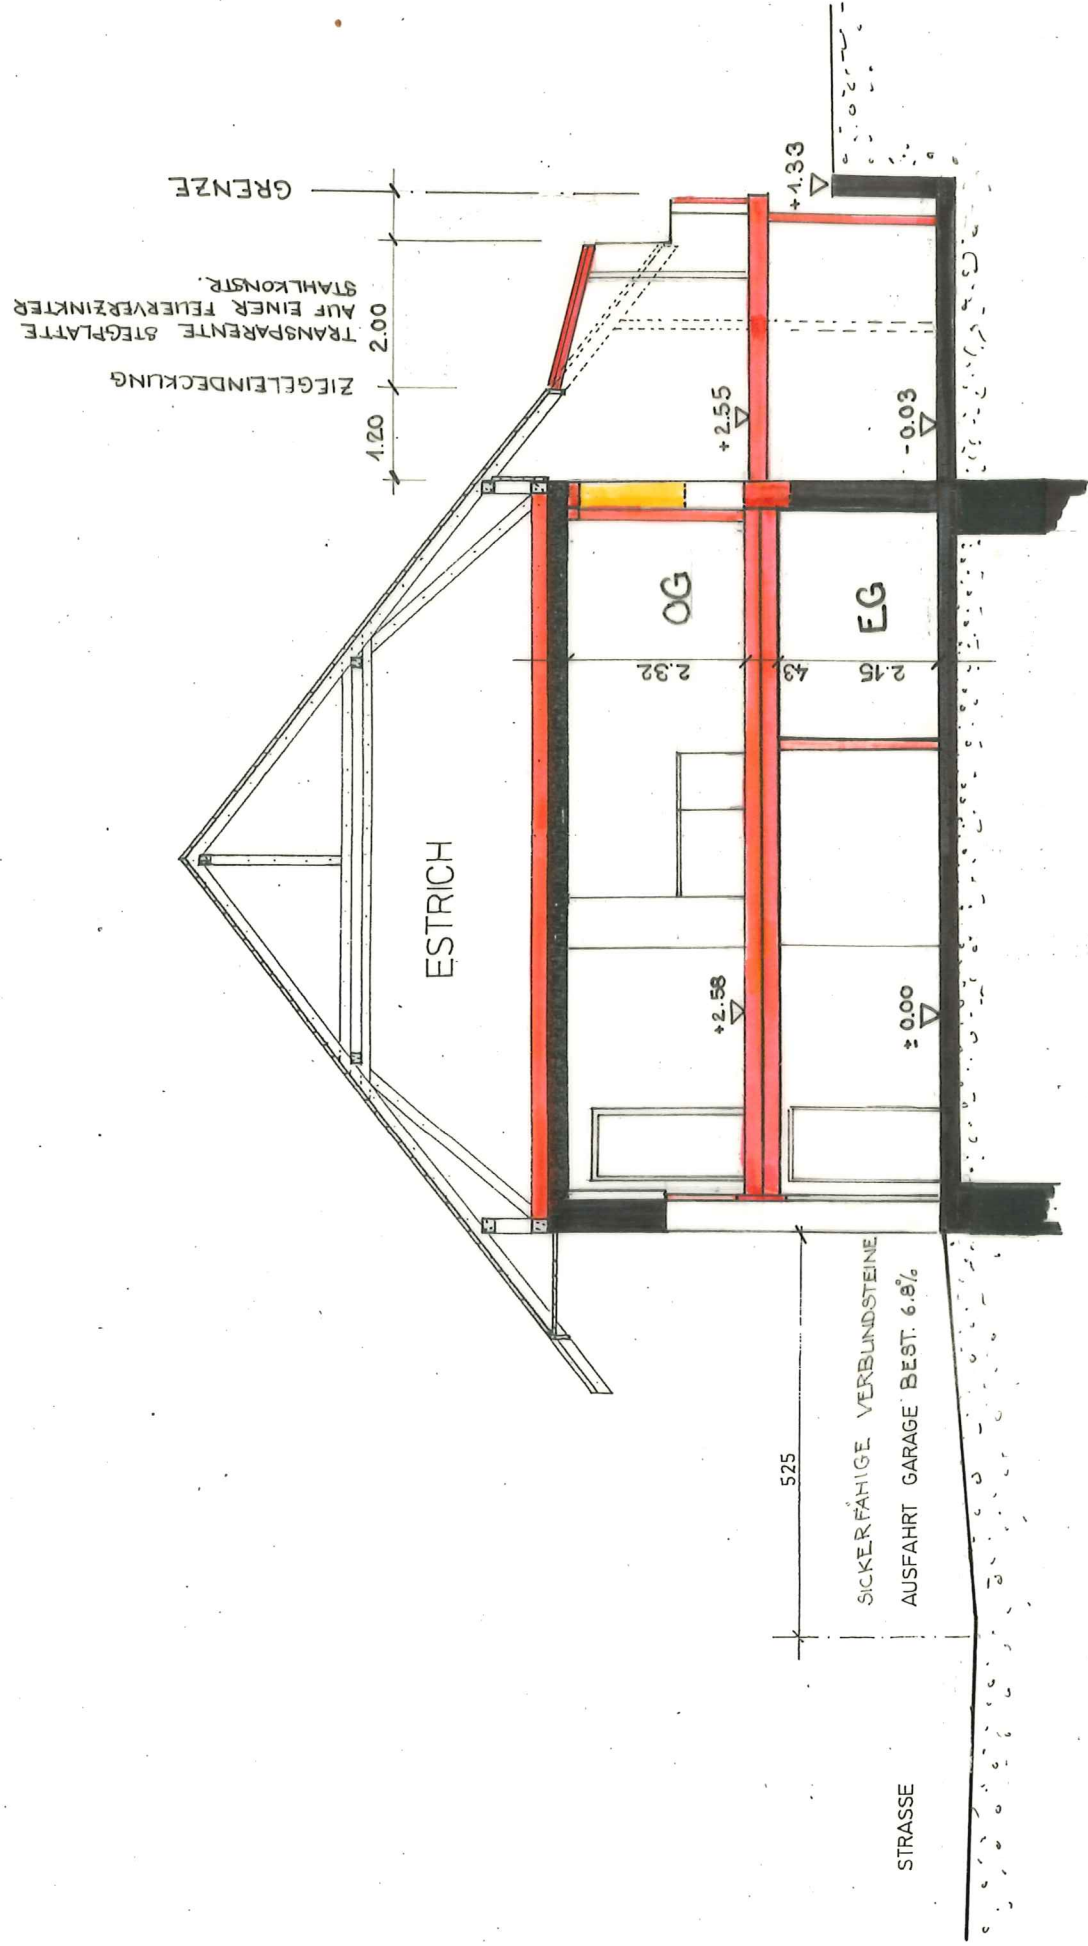 GRENZE
TRANSPARENTE STEGPLATTE
AUF EINER FEUERVERZINKTER
STAHLKONSTR.
ZIEGELEINDECKUNG
1.20
2.00
ESTRICH
OG
EG
2.32
43
2.15
+2.55
-0.03
+1.33
+2.58
±0.00
525
SICKERFÄHIGE VERBUNDSTEINE
AUSFAHRT GARAGE BEST. 6.8%
STRASSE